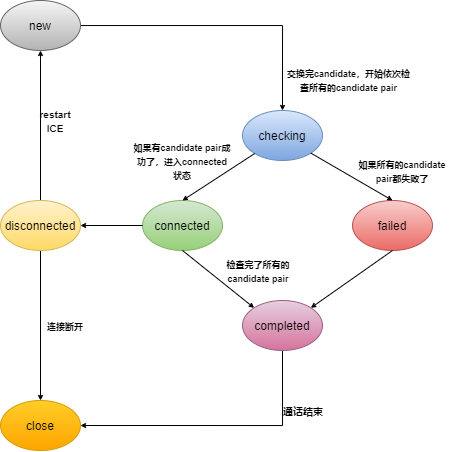 new
交换完candidate，开始依次检
查所有的candidate pair
restart
ICE
checking
如果有candidate pair成
功了，进入connected
状态
如果所有的candidate
pair都失败了
disconnected
connected
failed
检查完了所有的
candidate pair
completed
连接断开
通话结束
close